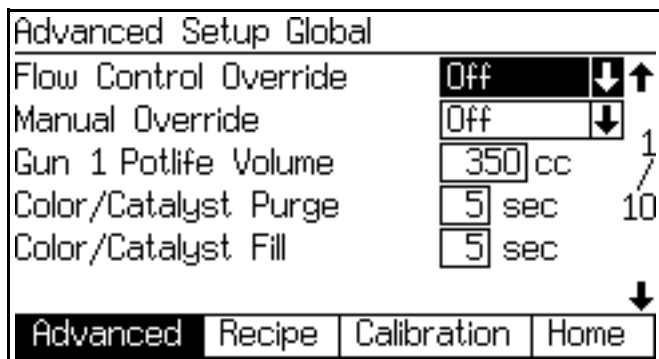 Advanced Setup Global
Flow Control Override Off
Manual Override Off
Gun 1 Potlife Volume 350 cc
Color/Catalyst Purge 5 sec
Color/Catalyst Fill 5 sec
1/10
Advanced Recipe Calibration Home